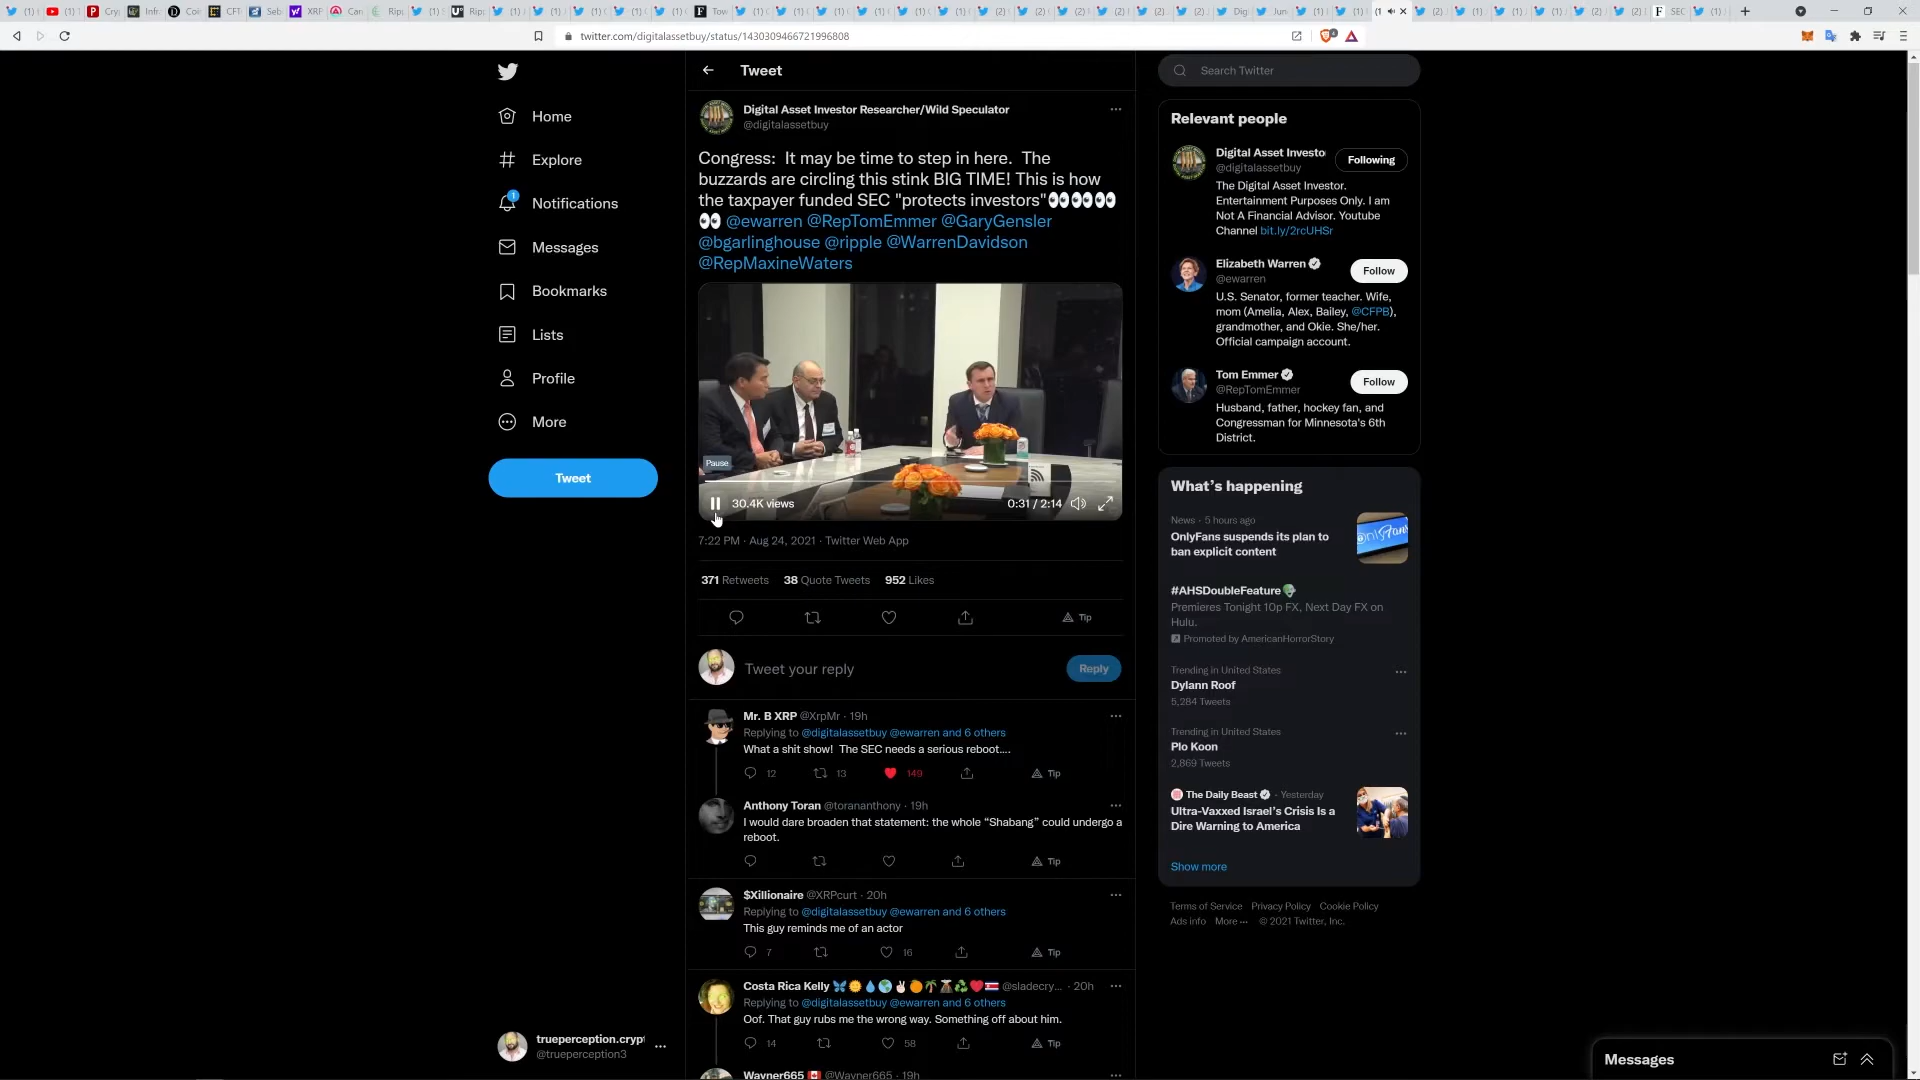 twitter.com/digitalassetbuy/status/1430309466721996808
Home
Explore
1
Notifications
Messages
Bookmarks
Lists
Profile
More
Tweet
trueperception.cryp
@trueperception3
Tweet
Digital Asset Investor Researcher/Wild Speculator
@digitalassetbuy
Congress:  It may be time to step in here.  The
buzzards are circling this stink BIG TIME! This is how
the taxpayer funded SEC "protects investors"👀👀👀👀👀
👀 @ewarren @RepTomEmmer @GaryGensler
@bgarlinghouse @ripple @WarrenDavidson
@RepMaxineWaters
Pause
30.4K views
0:31 / 2:14
7:22 PM · Aug 24, 2021 · Twitter Web App
371 Retweets 38 Quote Tweets 952 Likes
Tip
Tweet your reply
Reply
Mr. B XRP @XrpMr · 19h
Replying to @digitalassetbuy @ewarren and 6 others
What a shit show!  The SEC needs a serious reboot....
12 13 149 Tip
Anthony Toran @torananthony · 19h
I would dare broaden that statement: the whole “Shabang” could undergo a
reboot.
Tip
$Xillionaire @XRPcurt · 20h
Replying to @digitalassetbuy @ewarren and 6 others
This guy reminds me of an actor
7 16 Tip
Costa Rica Kelly @sladecry... · 20h
Replying to @digitalassetbuy @ewarren and 6 others
Oof. That guy rubs me the wrong way. Something off about him.
14 58 Tip
Wayner665 @Wayner665 · 19h
Search Twitter
Relevant people
Digital Asset Investo
@digitalassetbuy
Following
The Digital Asset Investor.
Entertainment Purposes Only. I am
Not A Financial Advisor. Youtube
Channel bit.ly/2rcUHSr
Elizabeth Warren
@ewarren
Follow
U.S. Senator, former teacher. Wife,
mom (Amelia, Alex, Bailey, @CFPB),
grandmother, and Okie. She/her.
Official campaign account.
Tom Emmer
@RepTomEmmer
Follow
Husband, father, hockey fan, and
Congressman for Minnesota's 6th
District.
What’s happening
News · 5 hours ago
OnlyFans suspends its plan to
ban explicit content
#AHSDoubleFeature
Premieres Tonight 10p FX, Next Day FX on
Hulu.
Promoted by AmericanHorrorStory
Trending in United States
Dylann Roof
5,284 Tweets
Trending in United States
Plo Koon
2,869 Tweets
The Daily Beast · Yesterday
Ultra-Vaxxed Israel’s Crisis Is a
Dire Warning to America
Show more
Terms of Service Privacy Policy Cookie Policy
Ads info More ··· © 2021 Twitter, Inc.
Messages